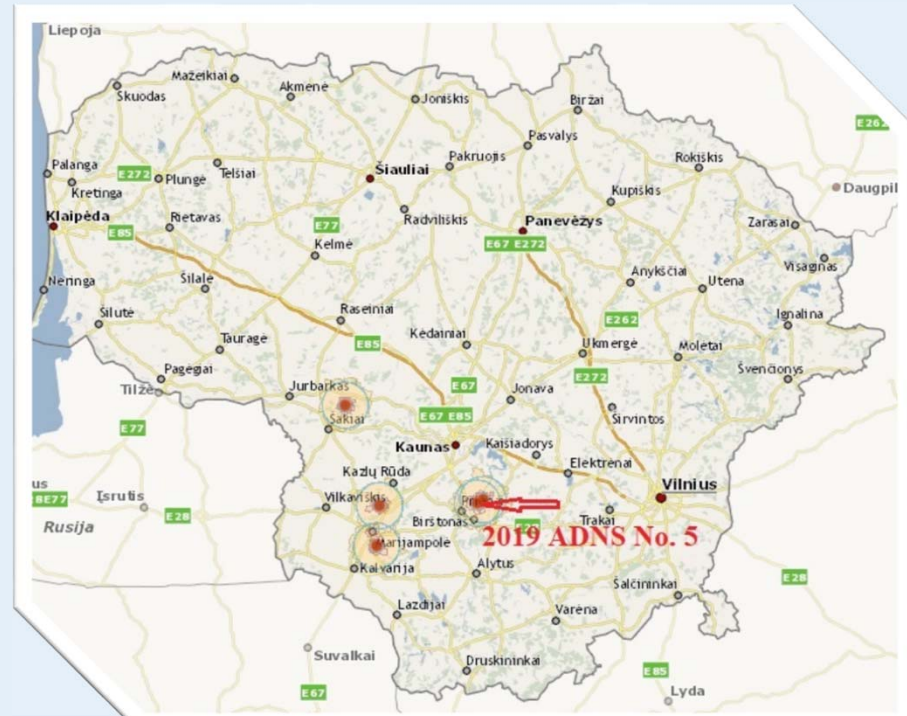 Liepoja
Mažeikiai
Skuodas
Akmenė
Joniškis
Biržai
E262
Pasvalys
Palanga
E272
Plungė
Telšiai
Šiauliai
Pakruojis
Rokiškis
Kretinga
Kupiškis
Daugpil
Klaipėda
E85
Rietavas
E77
Radviliškis
Panevėžys
E67 E272
Zarasai
Kelmė
Visaginas
Neringa
Šilalė
Anykščiai
Utena
Šilutė
Raseiniai
E262
Ignalina
Tauragė
E85
Kėdainiai
Ukmergė
Moletai
Pagėgiai
Švenčionys
Tilžė
Jurbarkas
E67
Jonava
E272
E77
Šakiai
E67 E85
Širvintos
Kaunas
Kaišiadorys
Kazlų Rūda
Elektrėnai
us
Įsrutis
Vilkaviškis
Vilnius
Rusija
E28
Birštonas
Trakai
2019 ADNS No. 5
Marijampolė
Kalvarija
Alytus
Šalčininkai
E28
Lazdijai
Varėna
Suvalkai
Druskininkai
E85
E67
Lyda